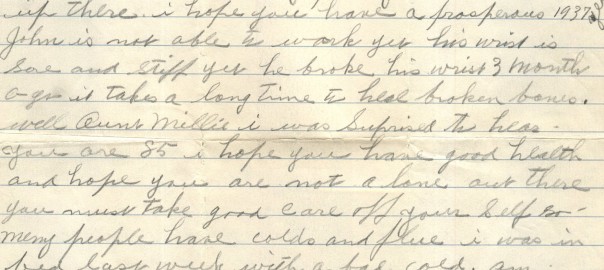 up there. i hope you have a prosperous 1937.
John is not able to work yet his wrist is
Sore and stiff yet he broke his wrist 3 month
ago it takes a long time to heal broken bones.
well Aunt Millie i was Suprised to hear
you are 85 i hope you have good health
and hope you are not a lone out there
you must take good care off your Self so-
meny people have colds and flue i was in
bed last week with a bad cold. am